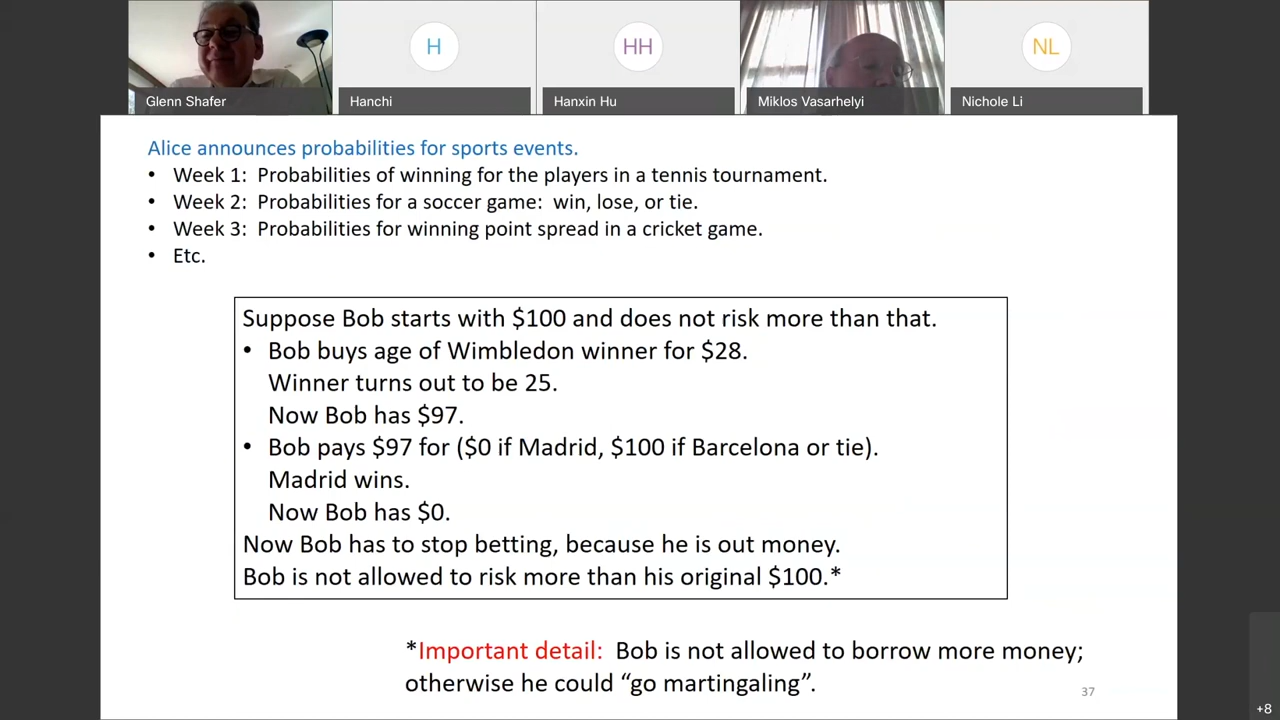 H
HH
NL
Glenn Shafer
Hanchi
Hanxin Hu
Miklos Vasarhelyi
Nichole Li
Alice announces probabilities for sports events.
• Week 1: Probabilities of winning for the players in a tennis tournament.
• Week 2: Probabilities for a soccer game: win, lose, or tie.
• Week 3: Probabilities for winning point spread in a cricket game.
• Etc.
Suppose Bob starts with $100 and does not risk more than that.
• Bob buys age of Wimbledon winner for $28.
Winner turns out to be 25.
Now Bob has $97.
• Bob pays $97 for ($0 if Madrid, $100 if Barcelona or tie).
Madrid wins.
Now Bob has $0.
Now Bob has to stop betting, because he is out money.
Bob is not allowed to risk more than his original $100.*
*Important detail: Bob is not allowed to borrow more money;
otherwise he could “go martingaling”.
37
+8